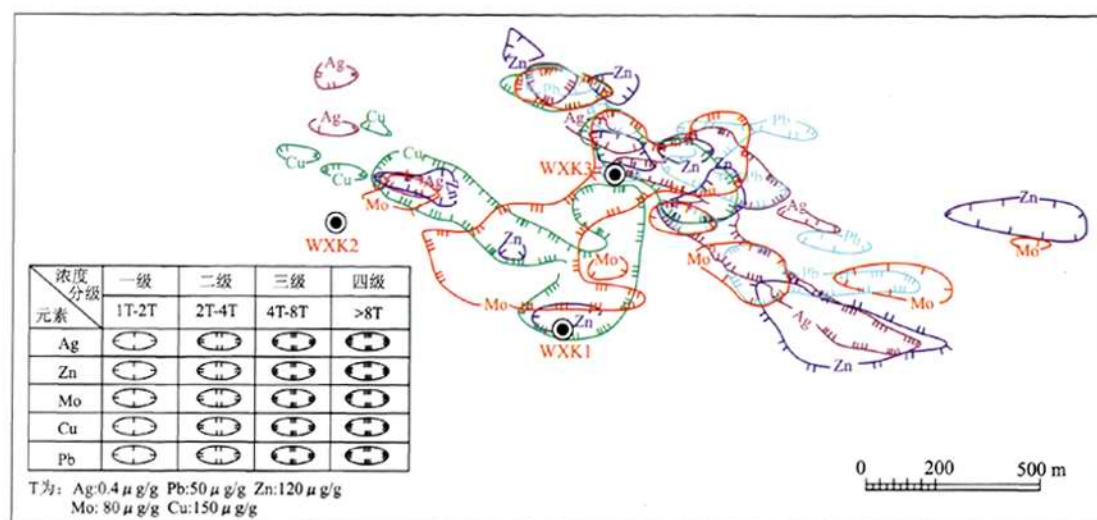 Ag
Zn
Zn
Pb
Ag
Cu
Ag
Pb
Cu
Cu
Cu
WXK3
Zn
Zn
Pb
Ag
Zn
Mo
Ag
Zn
WXK2
Zn
Pb
Mo
Mo
Pb
Mo
Mo
Zn
WXK1
Ag
Zn
浓度分级 一级 二级 三级 四级
元素 1T-2T 2T-4T 4T-8T >8T
Ag
Zn
Mo
Cu
Pb
T为: Ag:0.4μg/g Pb:50μg/g Zn:120μg/g
Mo: 80μg/g Cu:150μg/g
0 200 500 m